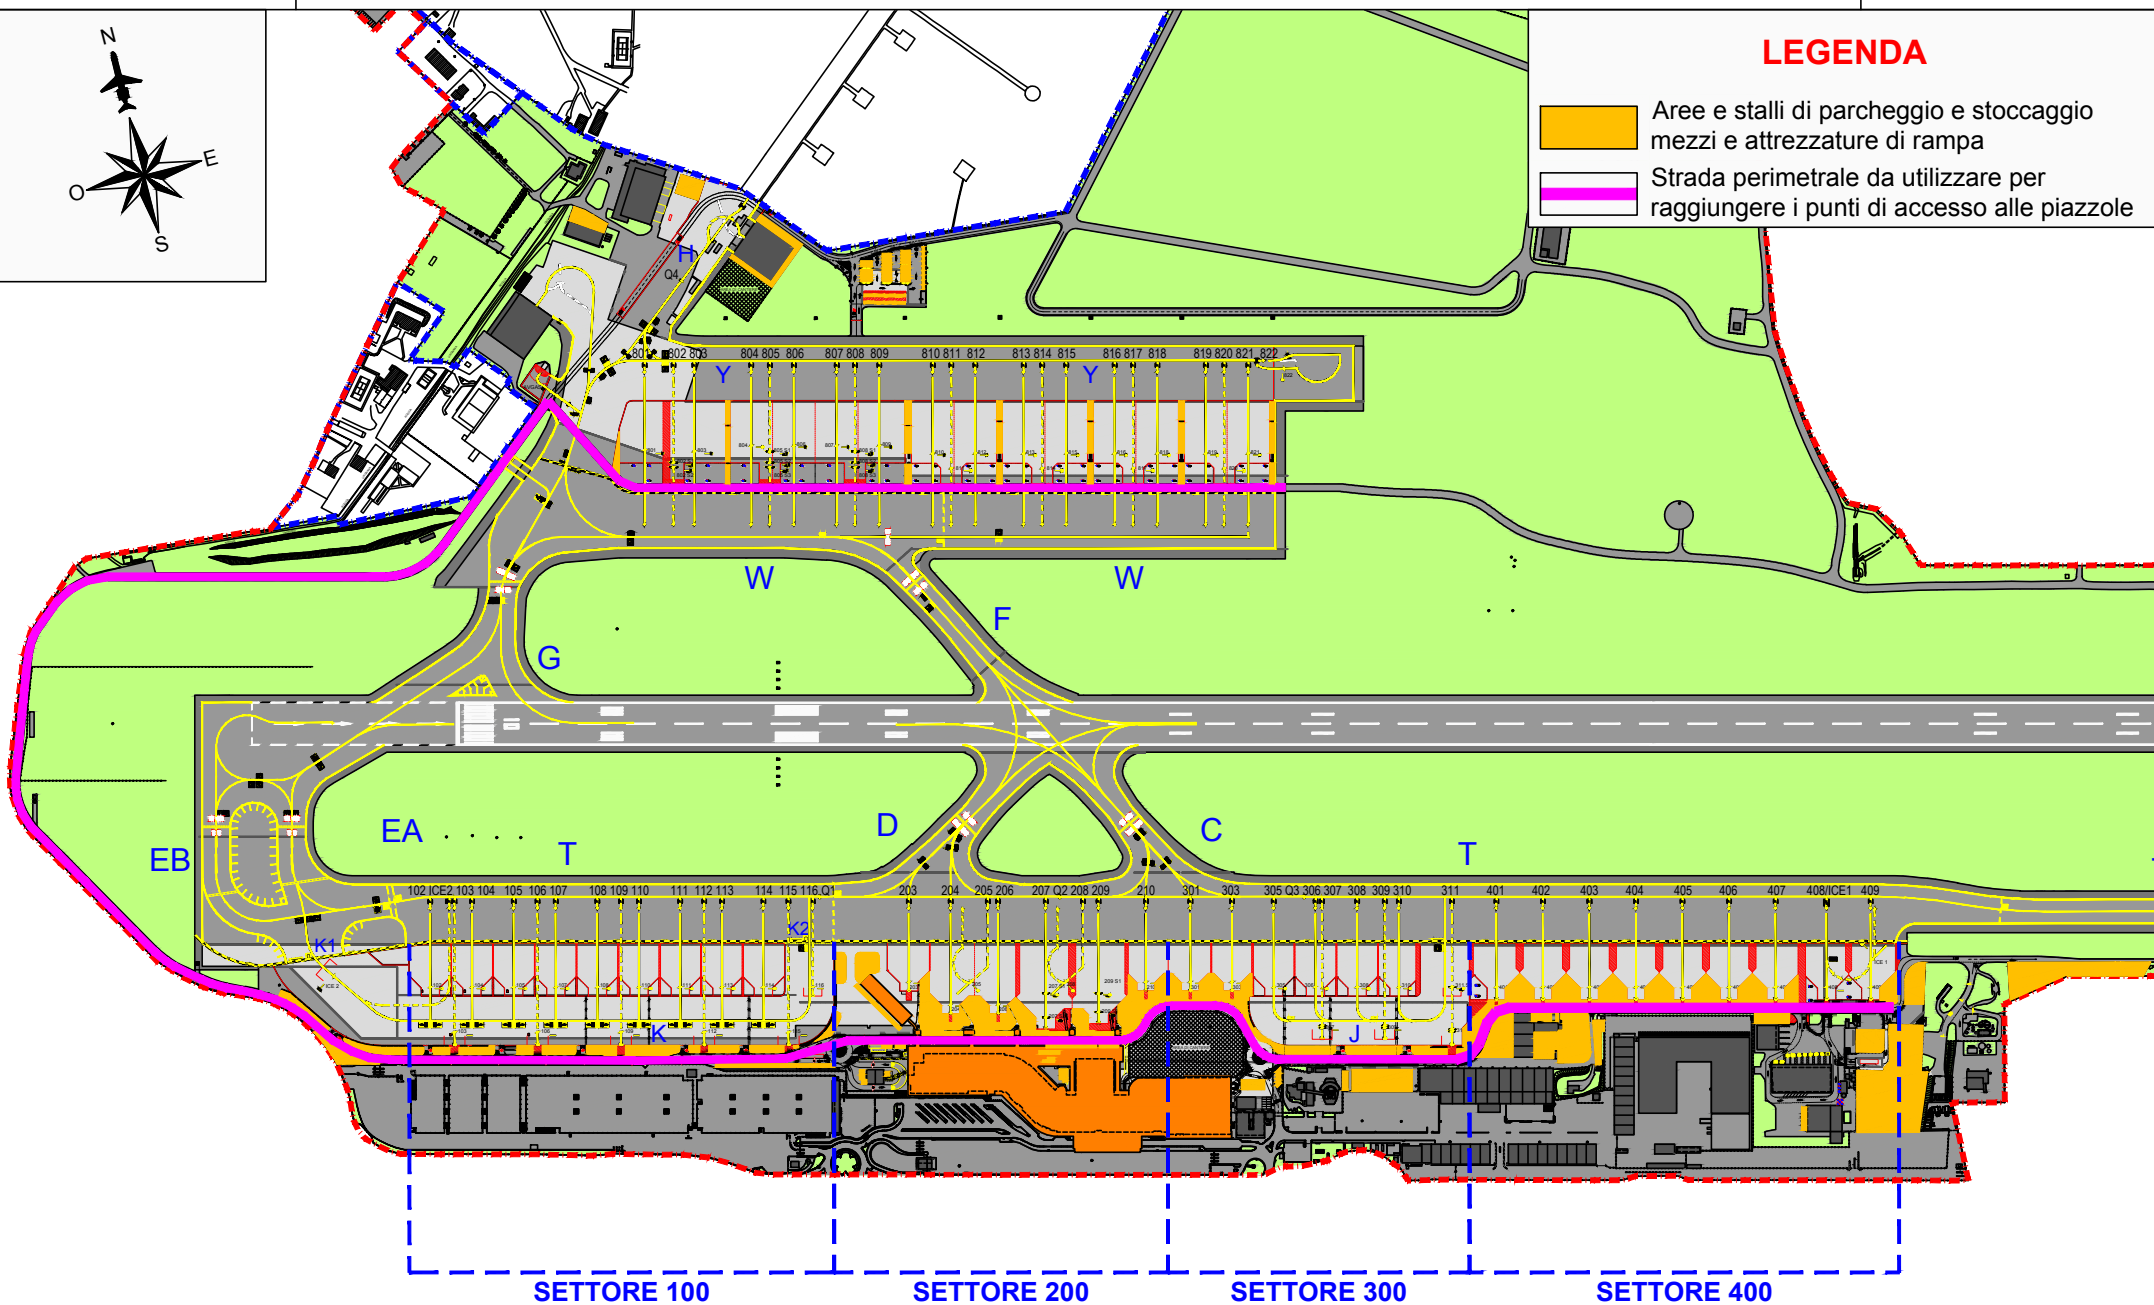 N
E
O
S
LEGENDA
Aree e stalli di parcheggio e stoccaggio
mezzi e attrezzature di rampa
Strada perimetrale da utilizzare per
raggiungere i punti di accesso alle piazzole
H
Q4
801 802 803 804 805 806 807 808 809 810 811 812 813 814 815 816 817 818 819 820 821 822
Y Y
W W
F
G
EA D C
EB T T
102 ICE2 103 104 105 106 107 108 109 110 111 112 113 114 115 116 Q1 203 204 205 206 207 Q2 208 209 210 301 303 305 Q3 306 307 308 309 310 311 401 402 403 404 405 406 407 408/ICE1 409
K1 K2
ICE 2
ICE 1
K J
SETTORE 100 SETTORE 200 SETTORE 300 SETTORE 400